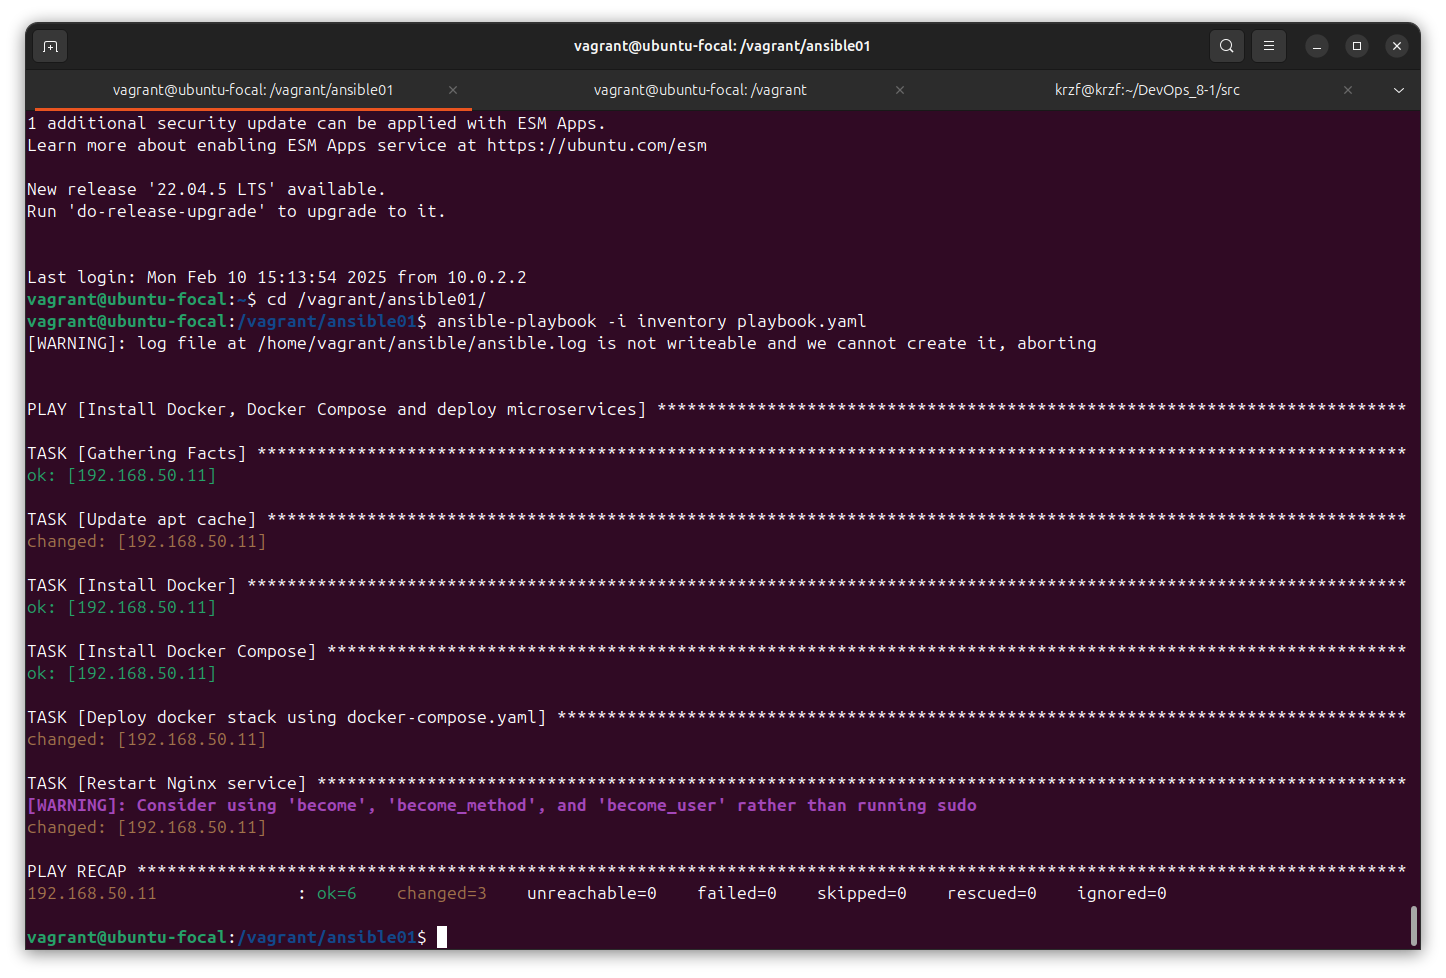 vagrant@ubuntu-focal: /vagrant/ansible01
vagrant@ubuntu-focal: /vagrant/ansible01
vagrant@ubuntu-focal: /vagrant
krzf@krzf:~/DevOps_8-1/src
1 additional security update can be applied with ESM Apps.
Learn more about enabling ESM Apps service at https://ubuntu.com/esm
New release '22.04.5 LTS' available.
Run 'do-release-upgrade' to upgrade to it.
Last login: Mon Feb 10 15:13:54 2025 from 10.0.2.2
vagrant@ubuntu-focal:~$ cd /vagrant/ansible01/
vagrant@ubuntu-focal:/vagrant/ansible01$ ansible-playbook -i inventory playbook.yaml
[WARNING]: log file at /home/vagrant/ansible/ansible.log is not writeable and we cannot create it, aborting
PLAY [Install Docker, Docker Compose and deploy microservices] ***************************************************************************
TASK [Gathering Facts] *******************************************************************************************************************
ok: [192.168.50.11]
TASK [Update apt cache] ******************************************************************************************************************
changed: [192.168.50.11]
TASK [Install Docker] ********************************************************************************************************************
ok: [192.168.50.11]
TASK [Install Docker Compose] ************************************************************************************************************
ok: [192.168.50.11]
TASK [Deploy docker stack using docker-compose.yaml] *************************************************************************************
changed: [192.168.50.11]
TASK [Restart Nginx service] *************************************************************************************************************
[WARNING]: Consider using 'become', 'become_method', and 'become_user' rather than running sudo
changed: [192.168.50.11]
PLAY RECAP *******************************************************************************************************************************
192.168.50.11              : ok=6    changed=3    unreachable=0    failed=0    skipped=0    rescued=0    ignored=0
vagrant@ubuntu-focal:/vagrant/ansible01$